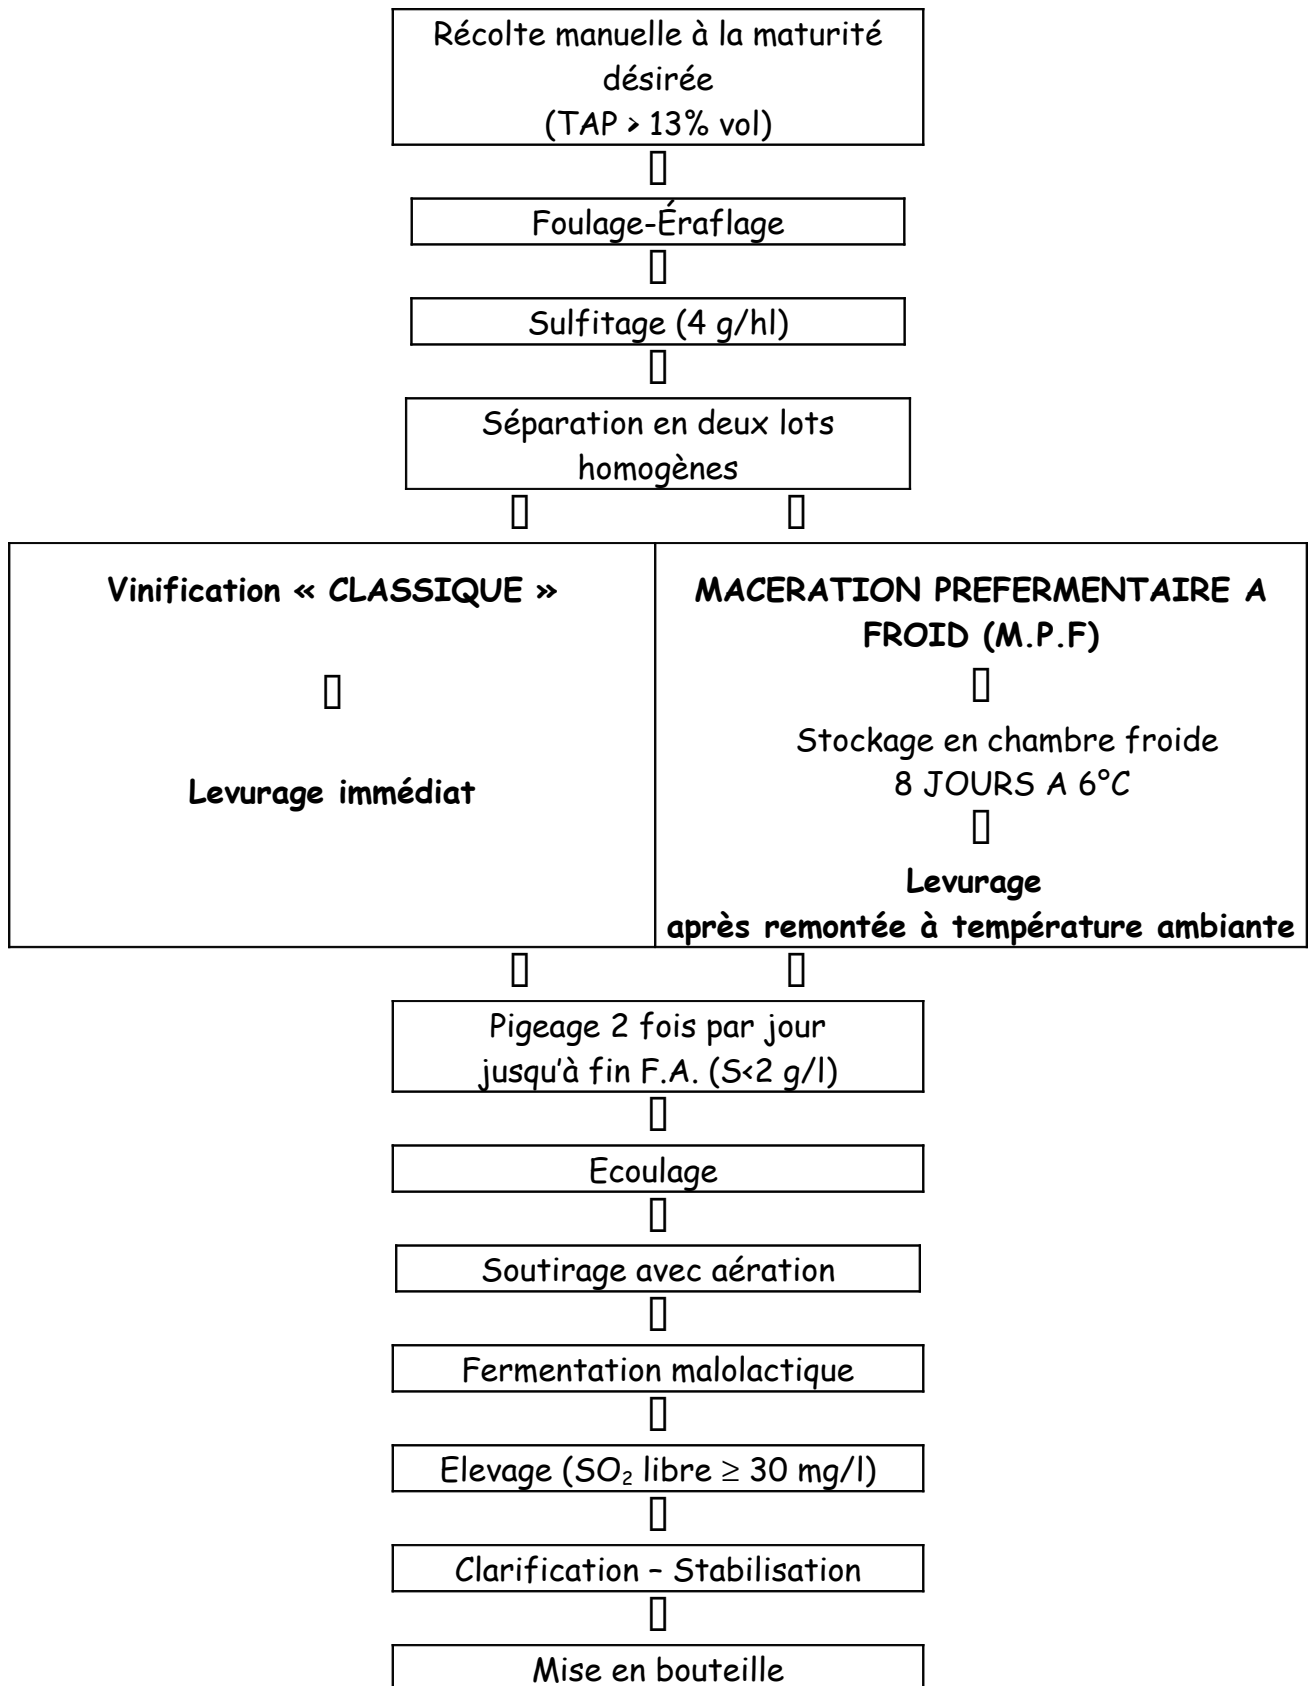 Récolte manuelle à la maturité
désirée
(TAP > 13% vol)
Foulage-Éraflage
Sulfitage (4 g/hl)
Séparation en deux lots
homogènes
Vinification « CLASSIQUE »
Levurage immédiat
MACERATION PREFERMENTAIRE A
FROID (M.P.F)
Stockage en chambre froide
8 JOURS A 6°C
Levurage
après remontée à température ambiante
Pigeage 2 fois par jour
jusqu'à fin F.A. (S<2 g/l)
Ecoulage
Soutirage avec aération
Fermentation malolactique
Elevage (SO₂ libre ≥ 30 mg/l)
Clarification – Stabilisation
Mise en bouteille